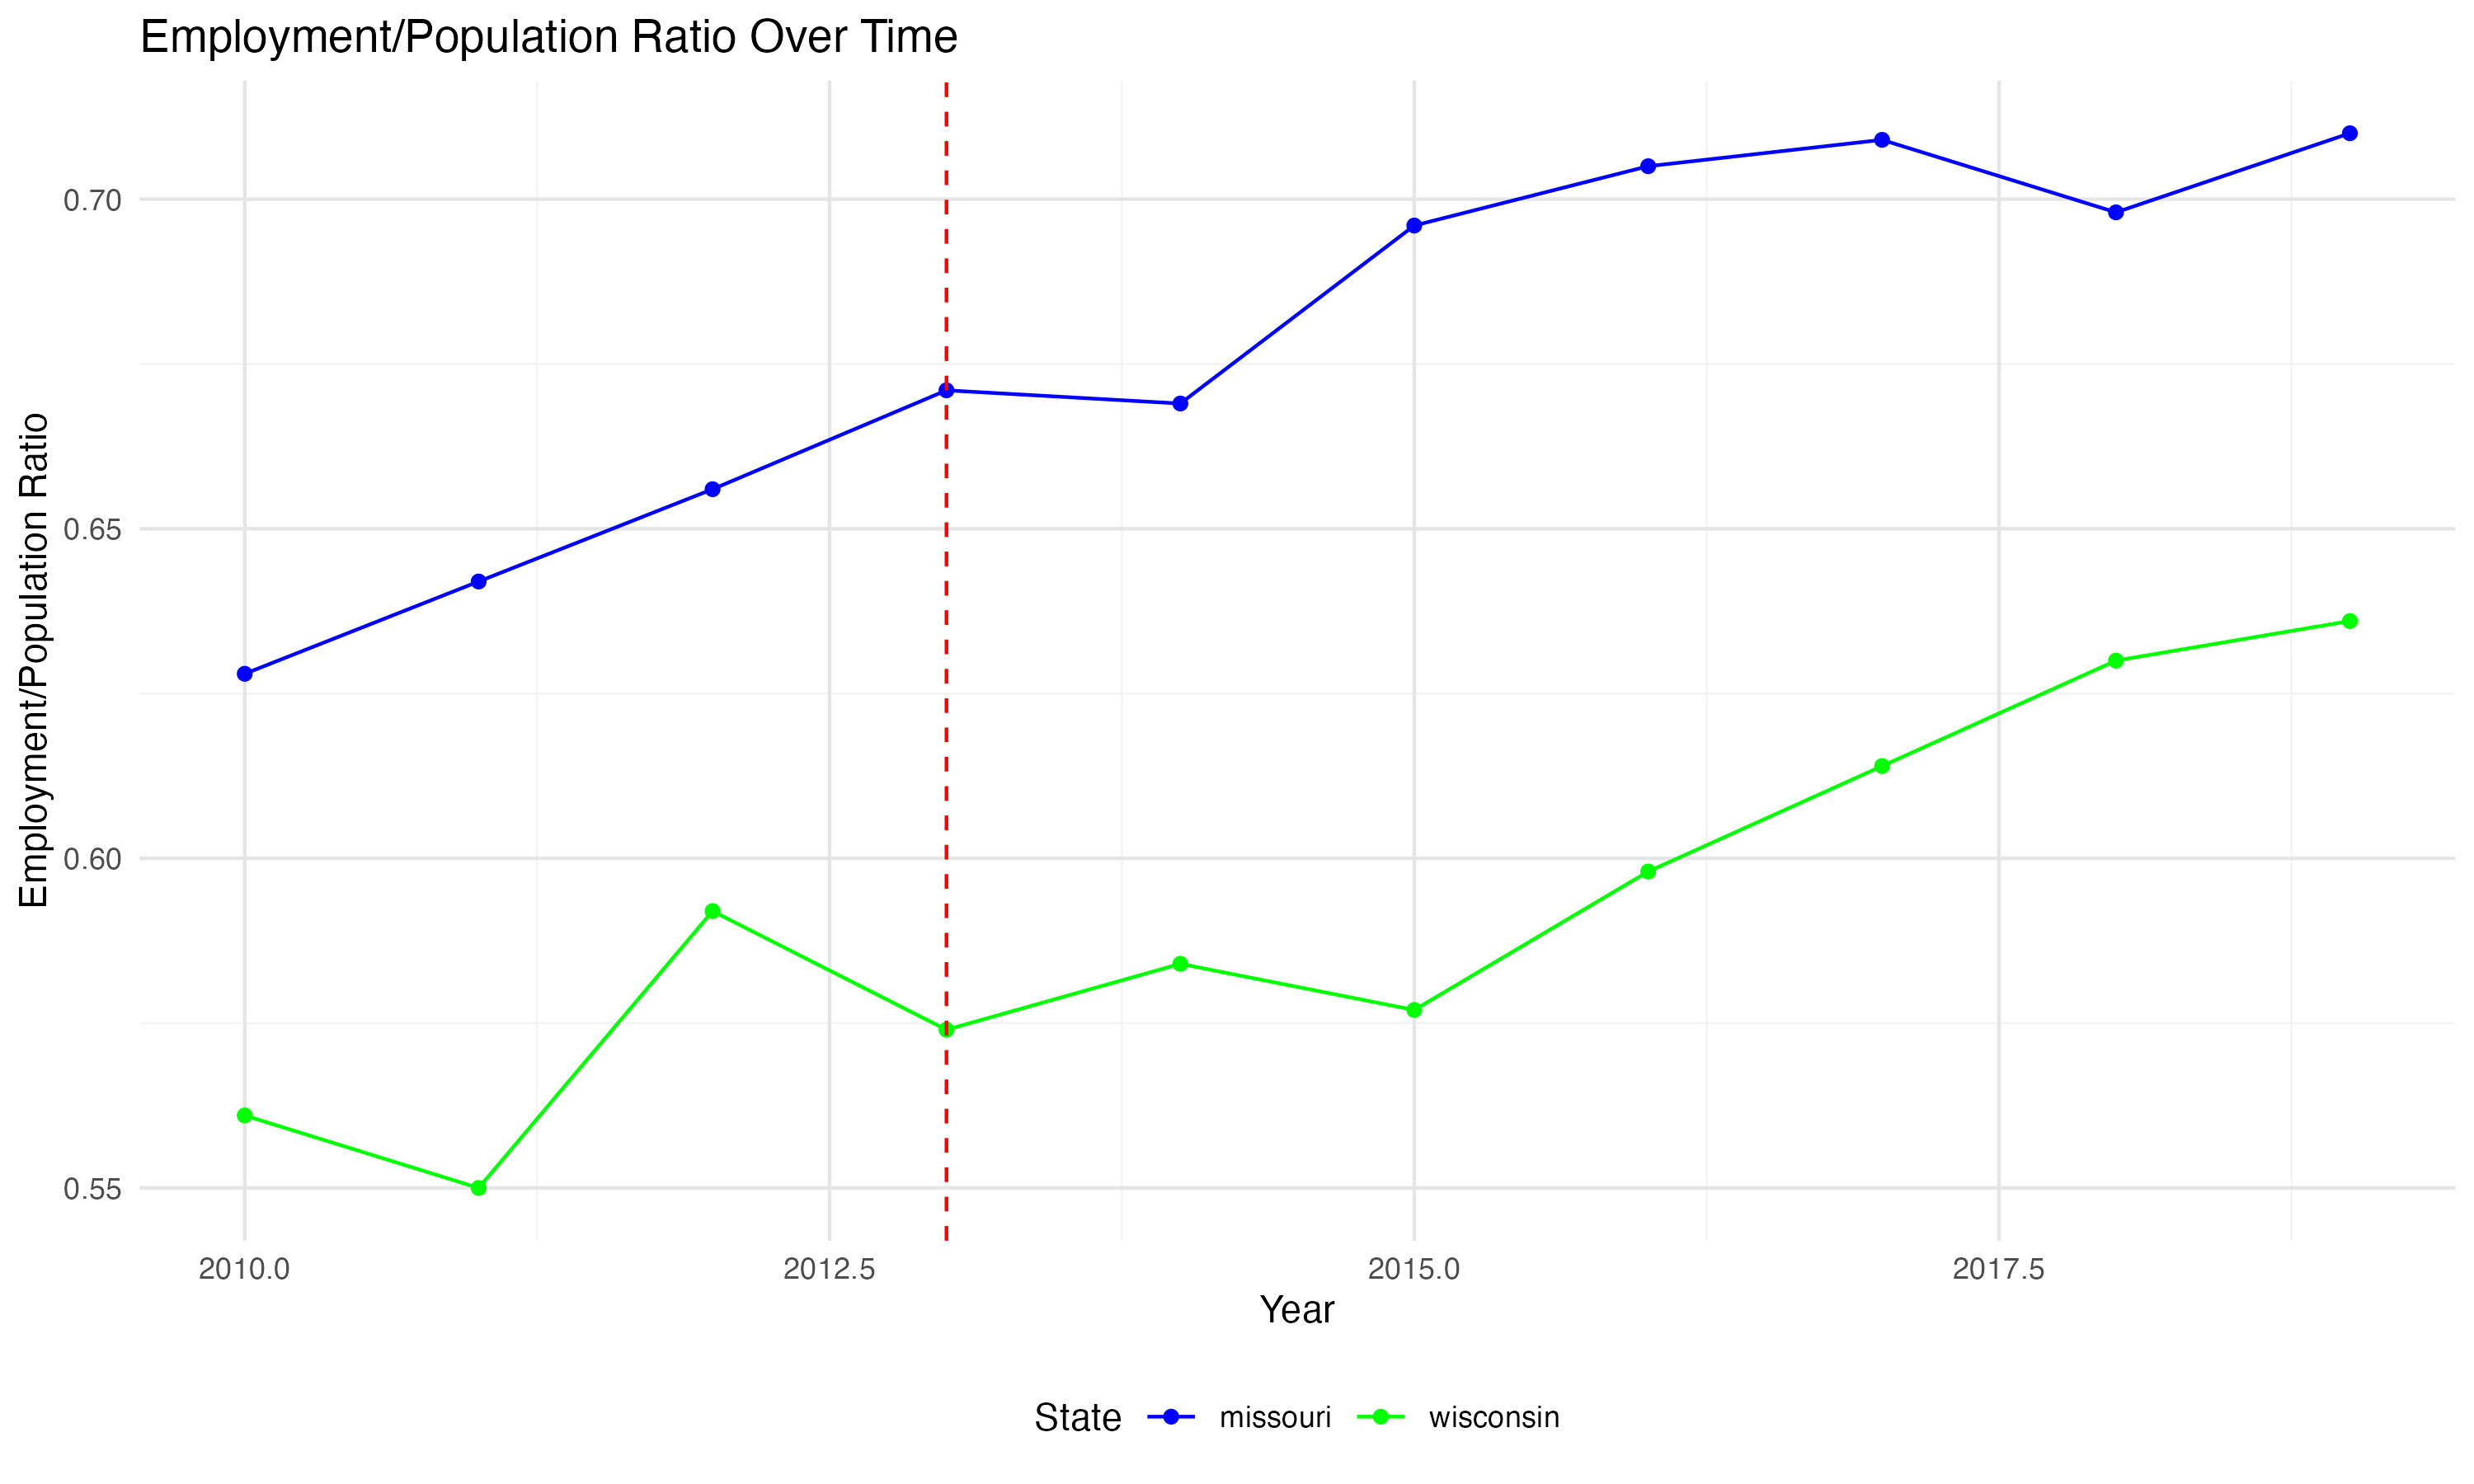 Employment/Population Ratio Over Time
Employment/Population Ratio
0.70
0.65
0.60
0.55
2010.0 2012.5 2015.0 2017.5
Year
State missouri wisconsin